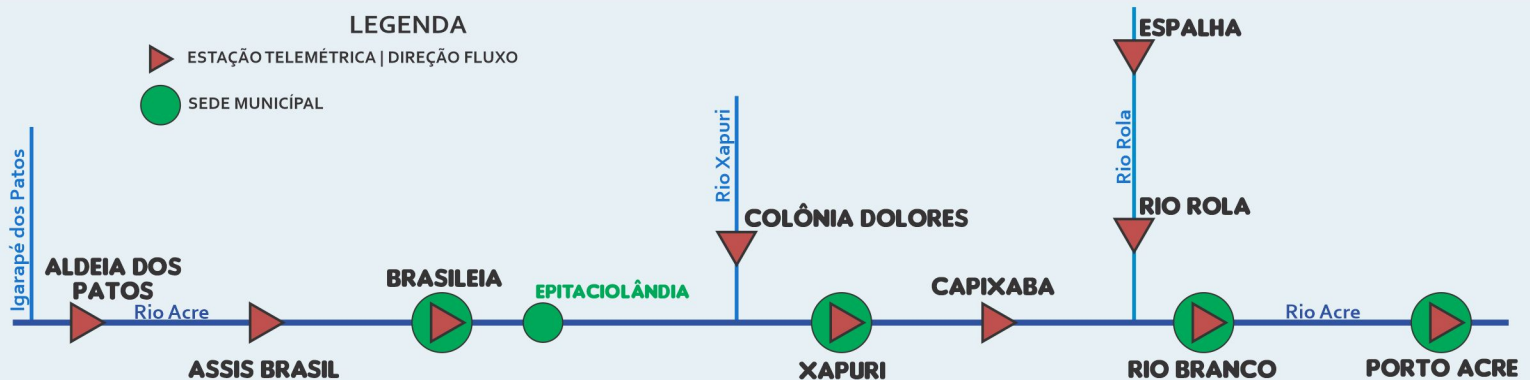 LEGENDA
ESTAÇÃO TELEMÉTRICA | DIREÇÃO FLUXO
SEDE MUNICÍPAL
Igarapé dos Patos
Rio Xapuri
ESPALHA
Rio Rola
RIO ROLA
COLÔNIA DOLORES
ALDEIA DOS
PATOS
Rio Acre
BRASILEIA
EPITACIOLÂNDIA
CAPIXABA
Rio Acre
ASSIS BRASIL
XAPURI
RIO BRANCO
PORTO ACRE